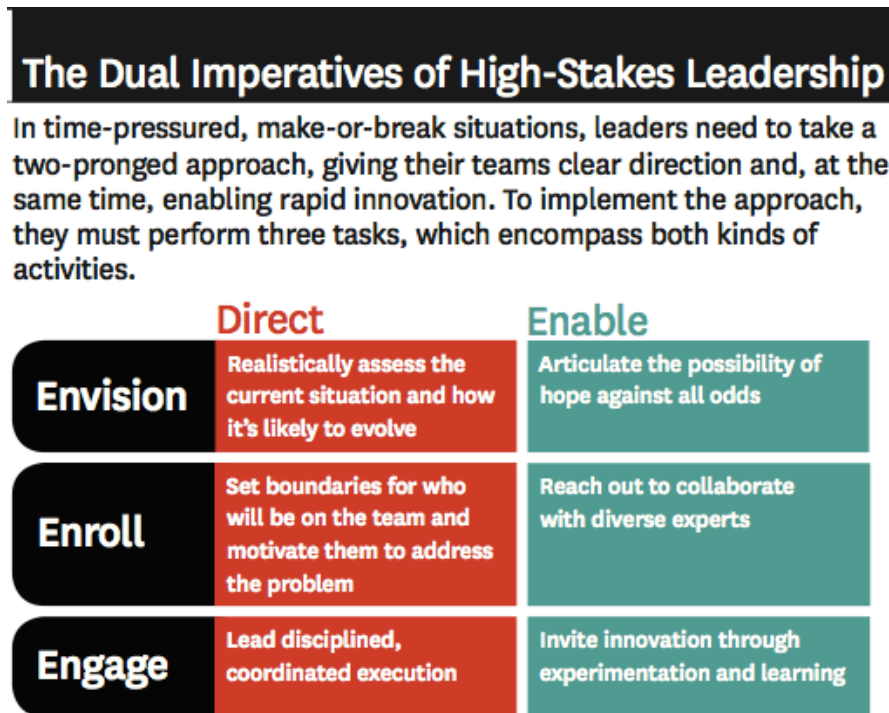 The Dual Imperatives of High-Stakes Leadership
In time-pressured, make-or-break situations, leaders need to take a
two-pronged approach, giving their teams clear direction and, at the
same time, enabling rapid innovation. To implement the approach,
they must perform three tasks, which encompass both kinds of
activities.
Direct
Enable
Envision
Realistically assess the
current situation and how
it’s likely to evolve
Articulate the possibility of
hope against all odds
Enroll
Set boundaries for who
will be on the team and
motivate them to address
the problem
Reach out to collaborate
with diverse experts
Engage
Lead disciplined,
coordinated execution
Invite innovation through
experimentation and learning